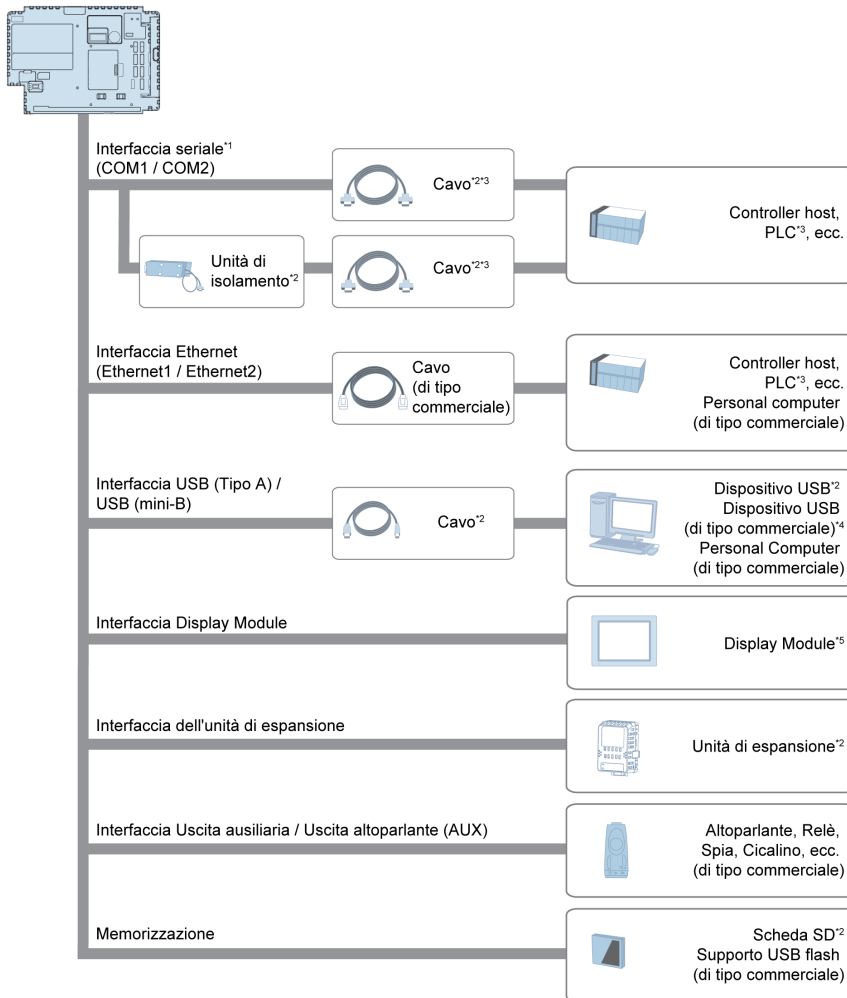 Interfaccia seriale*1
(COM1 / COM2)
Cavo*2*3
Controller host,
PLC*3, ecc.
Unità di
isolamento*2
Cavo*2*3
Interfaccia Ethernet
(Ethernet1 / Ethernet2)
Cavo
(di tipo
commerciale)
Controller host,
PLC*3, ecc.
Personal computer
(di tipo commerciale)
Interfaccia USB (Tipo A) /
USB (mini-B)
Cavo*2
Dispositivo USB*2
Dispositivo USB
(di tipo commerciale)*4
Personal Computer
(di tipo commerciale)
Interfaccia Display Module
Display Module*5
Interfaccia dell'unità di espansione
Unità di espansione*2
Interfaccia Uscita ausiliaria / Uscita altoparlante (AUX)
Altoparlante, Relè,
Spia, Cicalino, ecc.
(di tipo commerciale)
Memorizzazione
Scheda SD*2
Supporto USB flash
(di tipo commerciale)